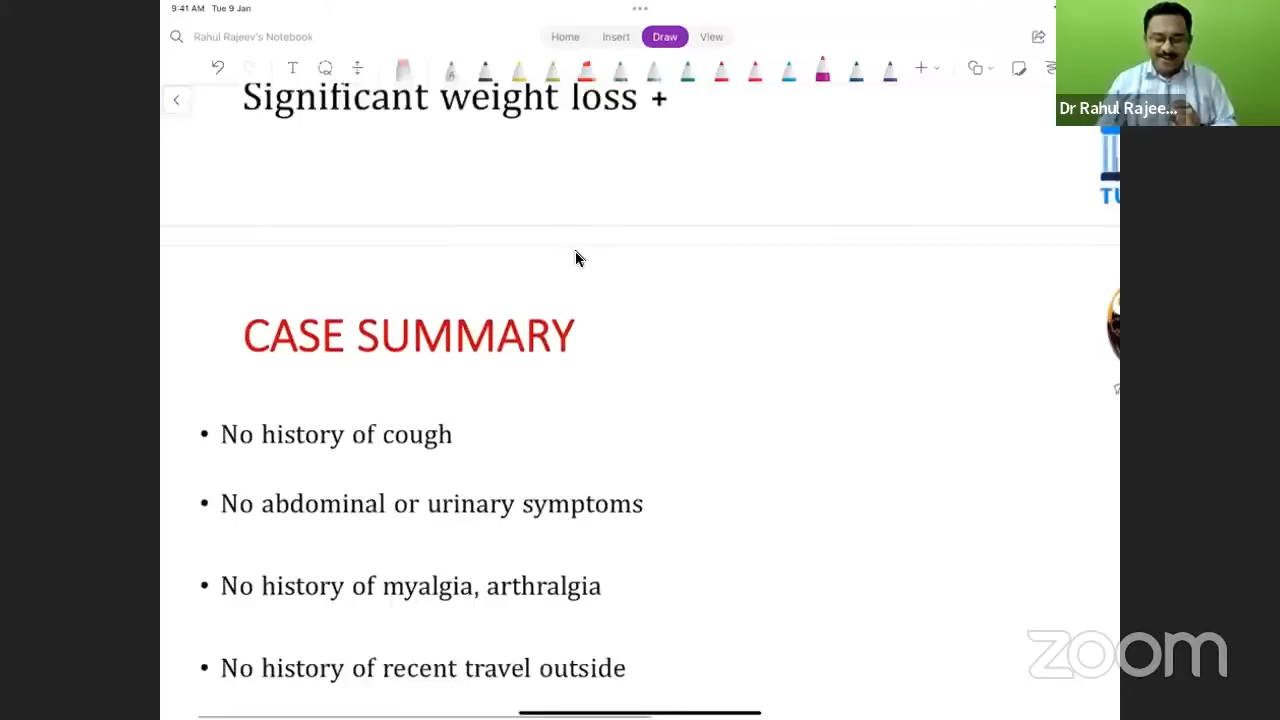 9:41 AM Tue 9 Jan
Rahul Rajeev's Notebook
Home Insert Draw View
Dr Rahul Rajee...
Significant weight loss +
TU
CASE SUMMARY
• No history of cough
• No abdominal or urinary symptoms
• No history of myalgia, arthralgia
• No history of recent travel outside
zoom